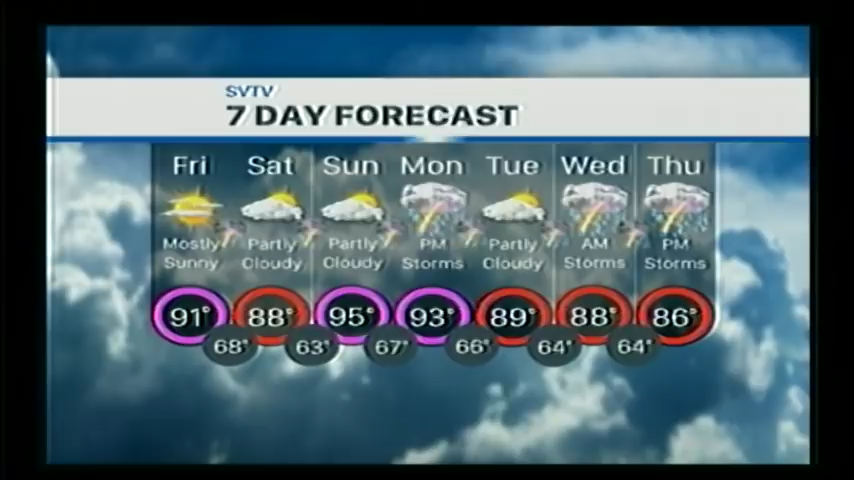 SVTV
7 DAY FORECAST
Fri Sat Sun Mon Tue Wed Thu
Mostly Partly Partly PM Partly AM PM
Sunny Cloudy Cloudy Storms Cloudy Storms Storms
91° 88° 95° 93° 89° 88° 86°
68° 63° 67° 66° 64° 64°